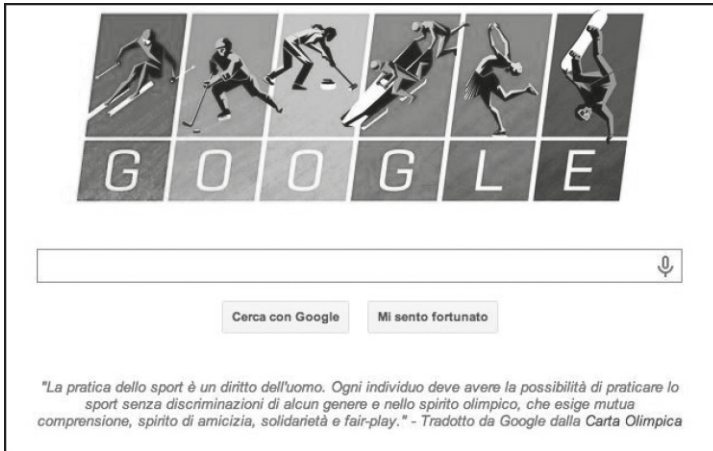 GOOGLE
Cerca con Google Mi sento fortunato
"La pratica dello sport è un diritto dell'uomo. Ogni individuo deve avere la possibilità di praticare lo
sport senza discriminazioni di alcun genere e nello spirito olimpico, che esige mutua
comprensione, spirito di amicizia, solidarietà e fair-play." - Tradotto da Google dalla Carta Olimpica